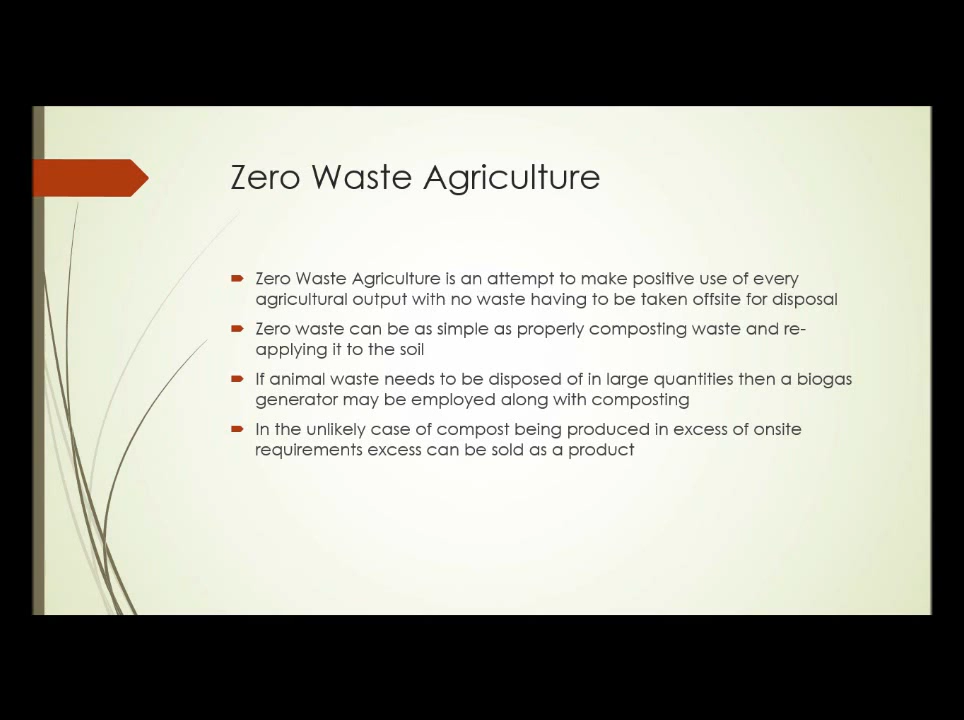 Zero Waste Agriculture
Zero Waste Agriculture is an attempt to make positive use of every
agricultural output with no waste having to be taken offsite for disposal
Zero waste can be as simple as properly composting waste and re-
applying it to the soil
If animal waste needs to be disposed of in large quantities then a biogas
generator may be employed along with composting
In the unlikely case of compost being produced in excess of onsite
requirements excess can be sold as a product